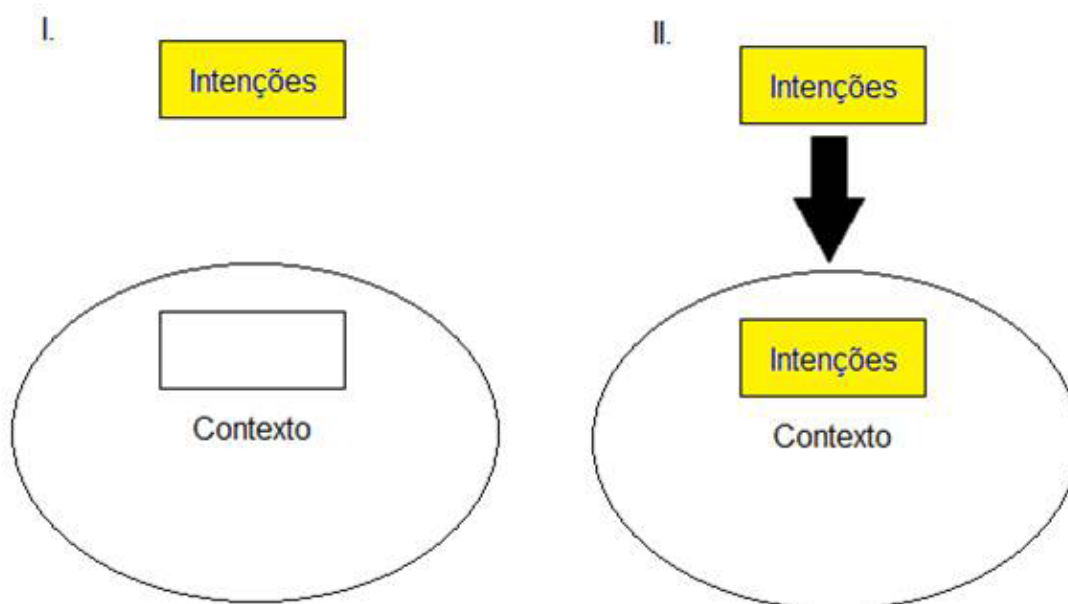 I.
Intenções
Contexto
II.
Intenções
Intenções
Contexto